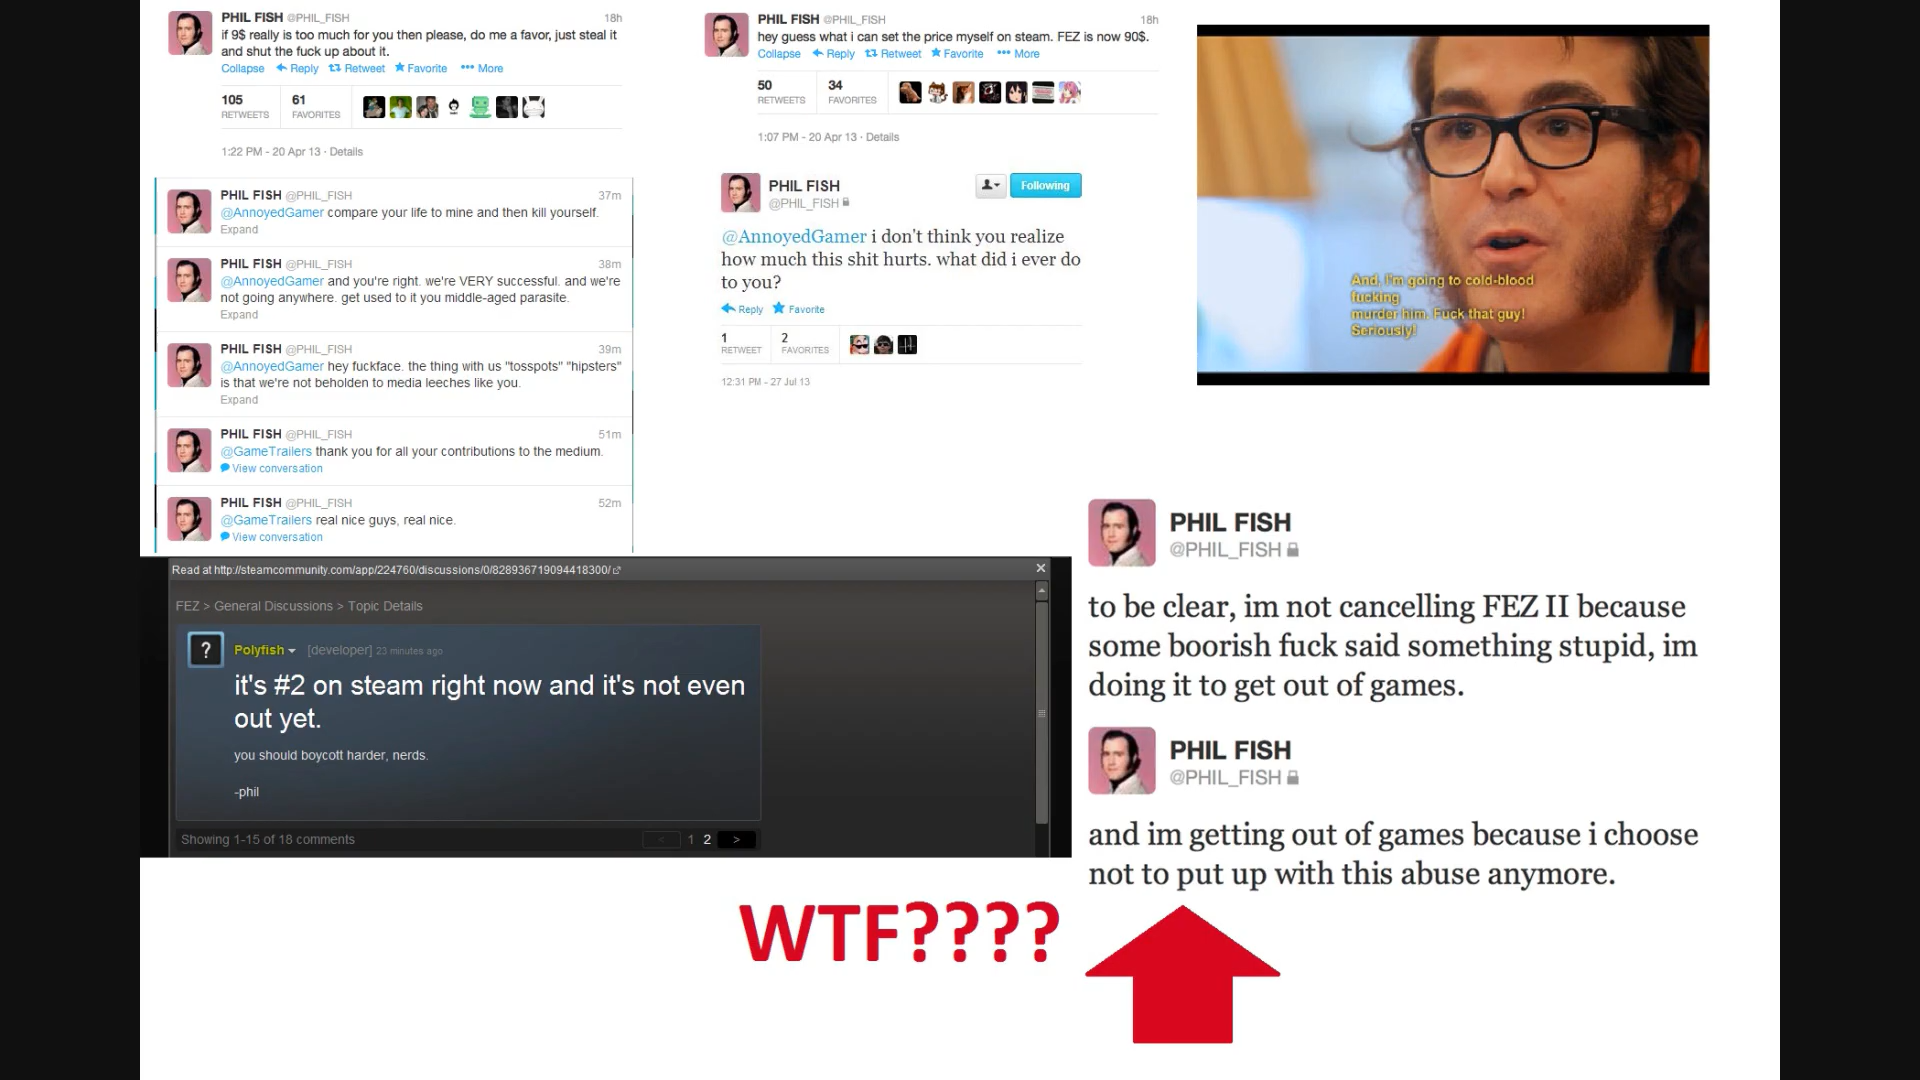 PHIL FISH @PHIL_FISH 18h
if 9$ really is too much for you then please, do me a favor, just steal it
and shut the fuck up about it.
Collapse Reply Retweet Favorite More
105 61
RETWEETS FAVORITES
1:22 PM - 20 Apr 13 · Details
PHIL FISH @PHIL_FISH 18h
hey guess what i can set the price myself on steam. FEZ is now 90$.
Collapse Reply Retweet Favorite More
50 34
RETWEETS FAVORITES
1:07 PM - 20 Apr 13 · Details
PHIL FISH @PHIL_FISH 37m
@AnnoyedGamer compare your life to mine and then kill yourself.
Expand
PHIL FISH @PHIL_FISH 38m
@AnnoyedGamer and you're right. we're VERY successful. and we're
not going anywhere. get used to it you middle-aged parasite.
Expand
PHIL FISH @PHIL_FISH 39m
@AnnoyedGamer hey fuckface. the thing with us "tosspots" "hipsters"
is that we're not beholden to media leeches like you.
Expand
PHIL FISH @PHIL_FISH 51m
@GameTrailers thank you for all your contributions to the medium.
View conversation
PHIL FISH @PHIL_FISH 52m
@GameTrailers real nice guys, real nice.
View conversation
PHIL FISH
@PHIL_FISH
Following
@AnnoyedGamer i don't think you realize
how much this shit hurts. what did i ever do
to you?
Reply Favorite
1 2
RETWEET FAVORITES
12:31 PM - 27 Jul 13
And, I'm going to cold-blood
fucking
murder him. Fuck that guy!
Seriously!
Read at http://steamcommunity.com/app/224760/discussions/0/828936719094418300/
FEZ > General Discussions > Topic Details
? Polyfish [developer] 23 minutes ago
it's #2 on steam right now and it's not even
out yet.
you should boycott harder, nerds.
-phil
Showing 1-15 of 18 comments < 1 2 >
PHIL FISH
@PHIL_FISH
to be clear, im not cancelling FEZ II because
some boorish fuck said something stupid, im
doing it to get out of games.
PHIL FISH
@PHIL_FISH
and im getting out of games because i choose
not to put up with this abuse anymore.
WTF????